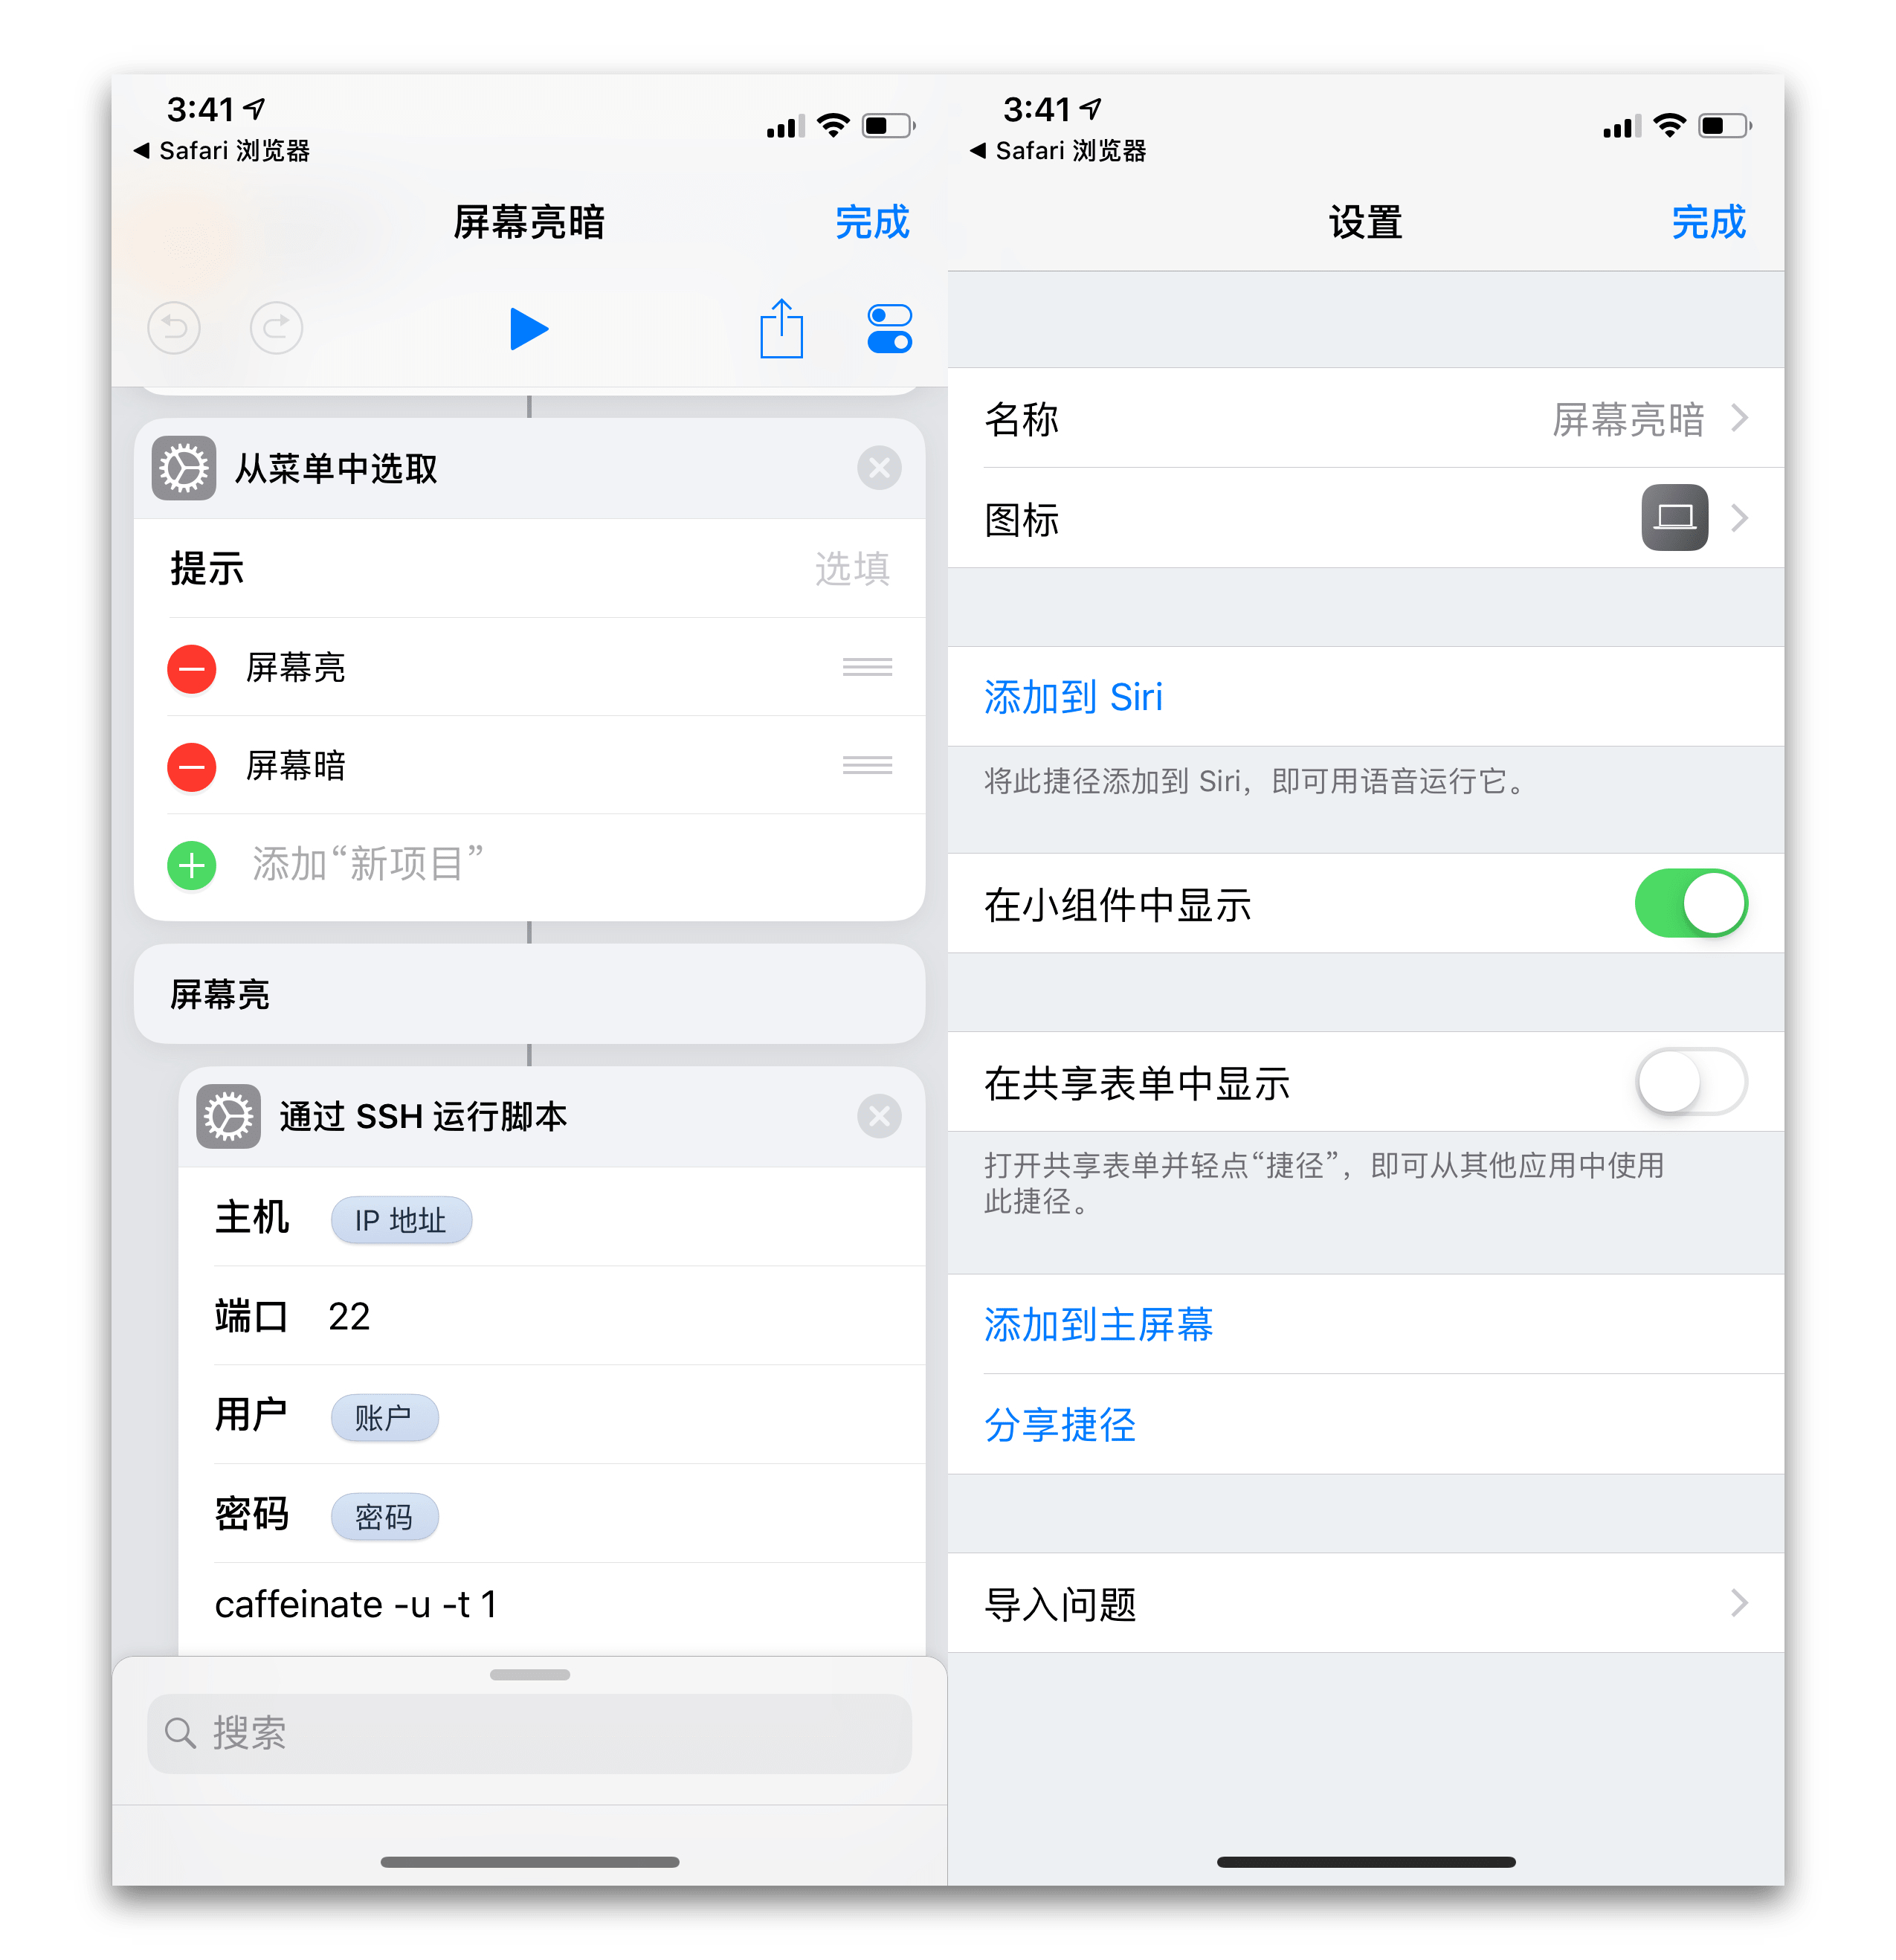 3:41
Safari 浏览器
屏幕亮暗
完成
从菜单中选取
提示
选填
屏幕亮
屏幕暗
添加“新项目”
屏幕亮
通过 SSH 运行脚本
主机 IP 地址
端口 22
用户 账户
密码 密码
caffeinate -u -t 1
搜索
3:41
Safari 浏览器
设置
完成
名称
屏幕亮暗
图标
添加到 Siri
将此捷径添加到 Siri，即可用语音运行它。
在小组件中显示
在共享表单中显示
打开共享表单并轻点“捷径”，即可从其他应用中使用
此捷径。
添加到主屏幕
分享捷径
导入问题